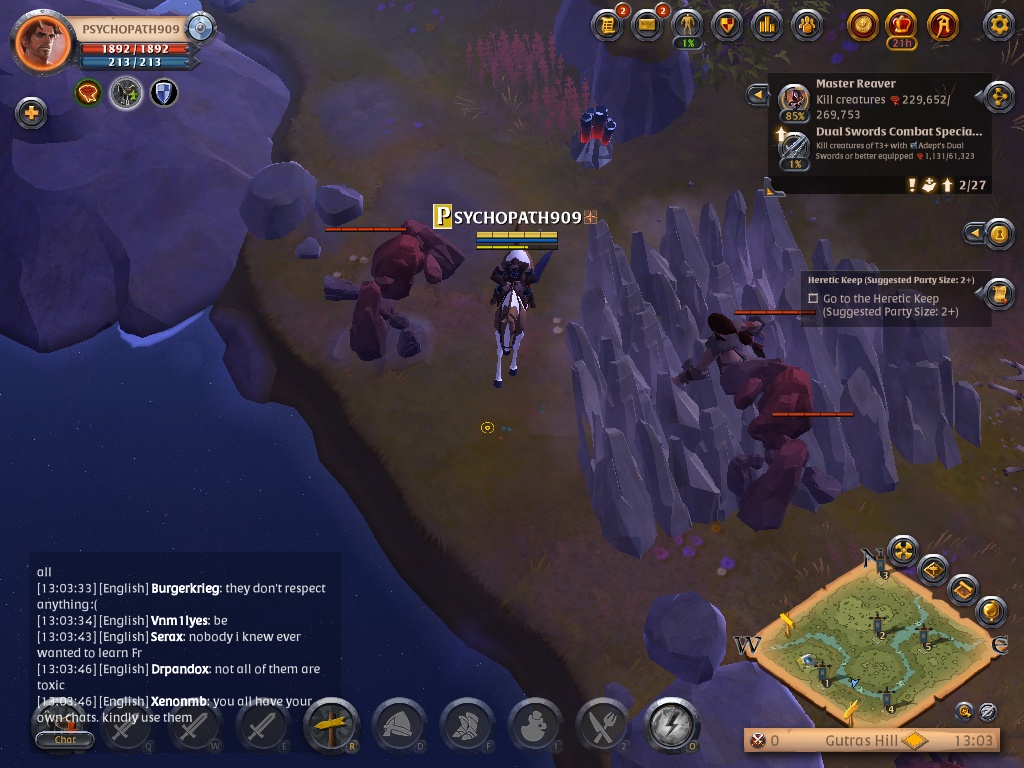 PSYCHOPATH909
1892 / 1892
213 / 213
2
2
1%
21h
Master Reaver
Kill creatures 229,652/
269,753
85%
Dual Swords Combat Specia...
Kill creatures of T3+ with Adept's Dual
Swords or better equipped 1,131/61,323
1%
2/27
PSYCHOPATH909
Heretic Keep (Suggested Party Size: 2+)
Go to the Heretic Keep
(Suggested Party Size: 2+)
all
[13:03:33] [English] Burgerkrieg: they don't respect
anything :(
[13:03:34] [English] Vnm1lyes: be
[13:03:43] [English] Serax: nobody i knew ever
wanted to learn Fr
[13:03:46] [English] Drpandox: not all of them are
toxic
[13:03:46] [English] Xenonmb: you all have your
own chats. kindly use them
Chat
Q
W
E
R
D
F
1
2
O
N
W
E
3
2
5
1
4
0
Gutras Hill
13:03